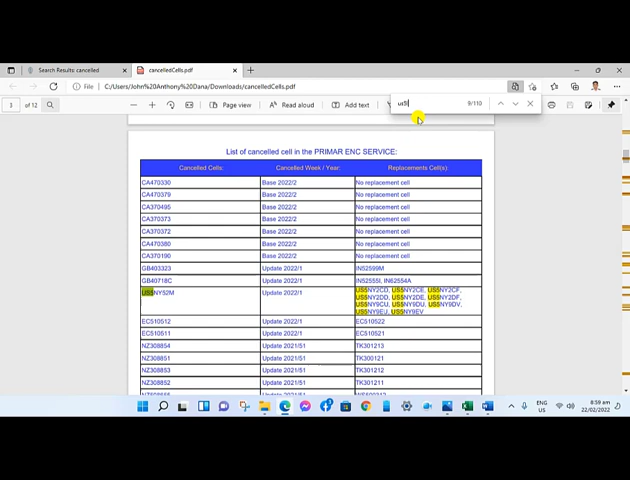 Search Results: cancelled
cancelledCells.pdf
File
C:/Users/John%20Anthony%20Dana/Downloads/cancelledCells.pdf
us5
9/110
3 of 12
Page view
Read aloud
Add text
List of cancelled cell in the PRIMAR ENC SERVICE:
Cancelled Cells: Cancelled Week / Year: Replacements Cell(s)
CA470330 Base 2022/2 No replacement cell
CA470379 Base 2022/2 No replacement cell
CA370495 Base 2022/2 No replacement cell
CA370373 Base 2022/2 No replacement cell
CA370372 Base 2022/2 No replacement cell
CA470380 Base 2022/2 No replacement cell
CA370190 Base 2022/2 No replacement cell
GB403323 Update 2022/1 IN52599M
GB40718C Update 2022/1 IN52555I, IN62554A
US5NY52M Update 2022/1 US5NY2CD, US5NY2CE, US5NY2CF,
US5NY2DD, US5NY2DE, US5NY2DF,
US5NY9CU, US5NY9DU, US5NY9DV,
US5NY9EU, US5NY9EV
EC510512 Update 2022/1 EC510522
EC510511 Update 2022/1 EC510521
NZ308854 Update 2021/51 TK301213
NZ308851 Update 2021/51 TK300121
NZ308853 Update 2021/51 TK301212
NZ308852 Update 2021/51 TK301211
ENG
US
8:59 am
22/02/2022